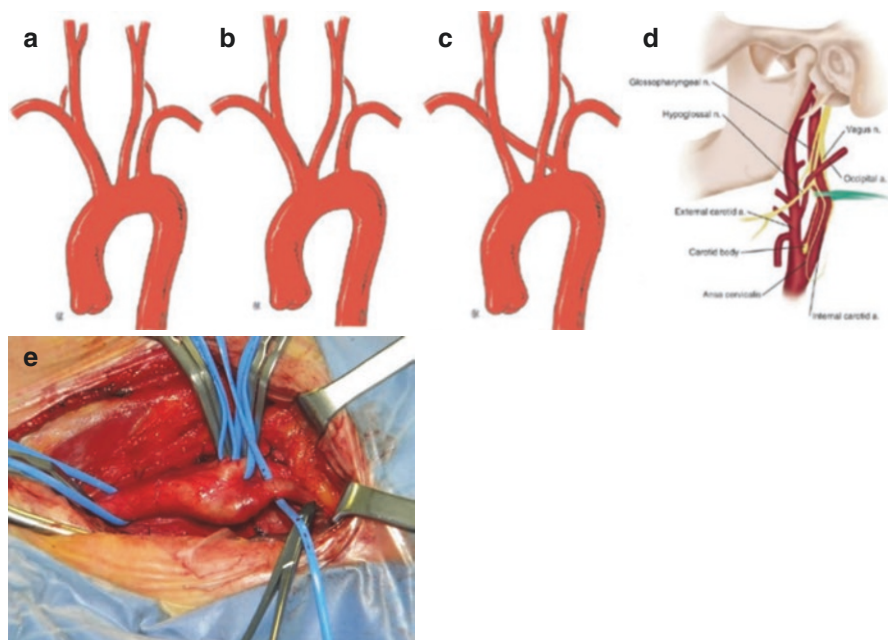 a
b
c
d
Glossopharyngeal n.
Hypoglossal n.
Vagus n.
Occipital a.
External carotid a.
Carotid body
Ansa cervicalis
Internal carotid a.
e